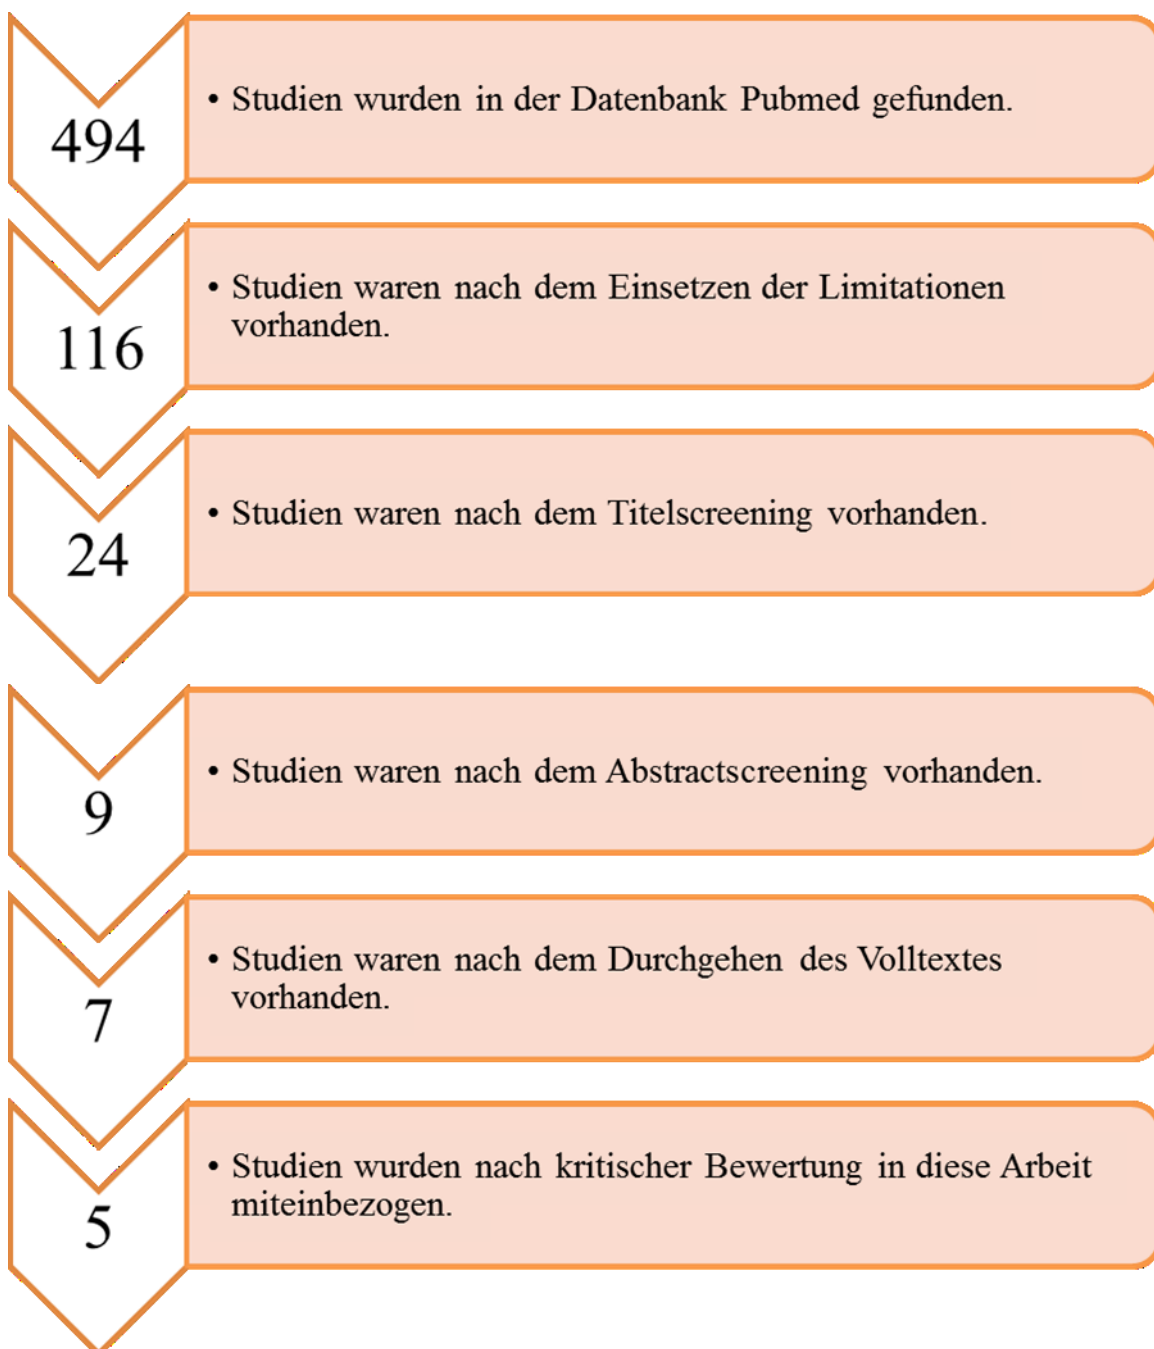 494
• Studien wurden in der Datenbank Pubmed gefunden.
116
• Studien waren nach dem Einsetzen der Limitationen
vorhanden.
24
• Studien waren nach dem Titelscreening vorhanden.
9
• Studien waren nach dem Abstractscreening vorhanden.
7
• Studien waren nach dem Durchgehen des Volltextes
vorhanden.
5
• Studien wurden nach kritischer Bewertung in diese Arbeit
miteinbezogen.